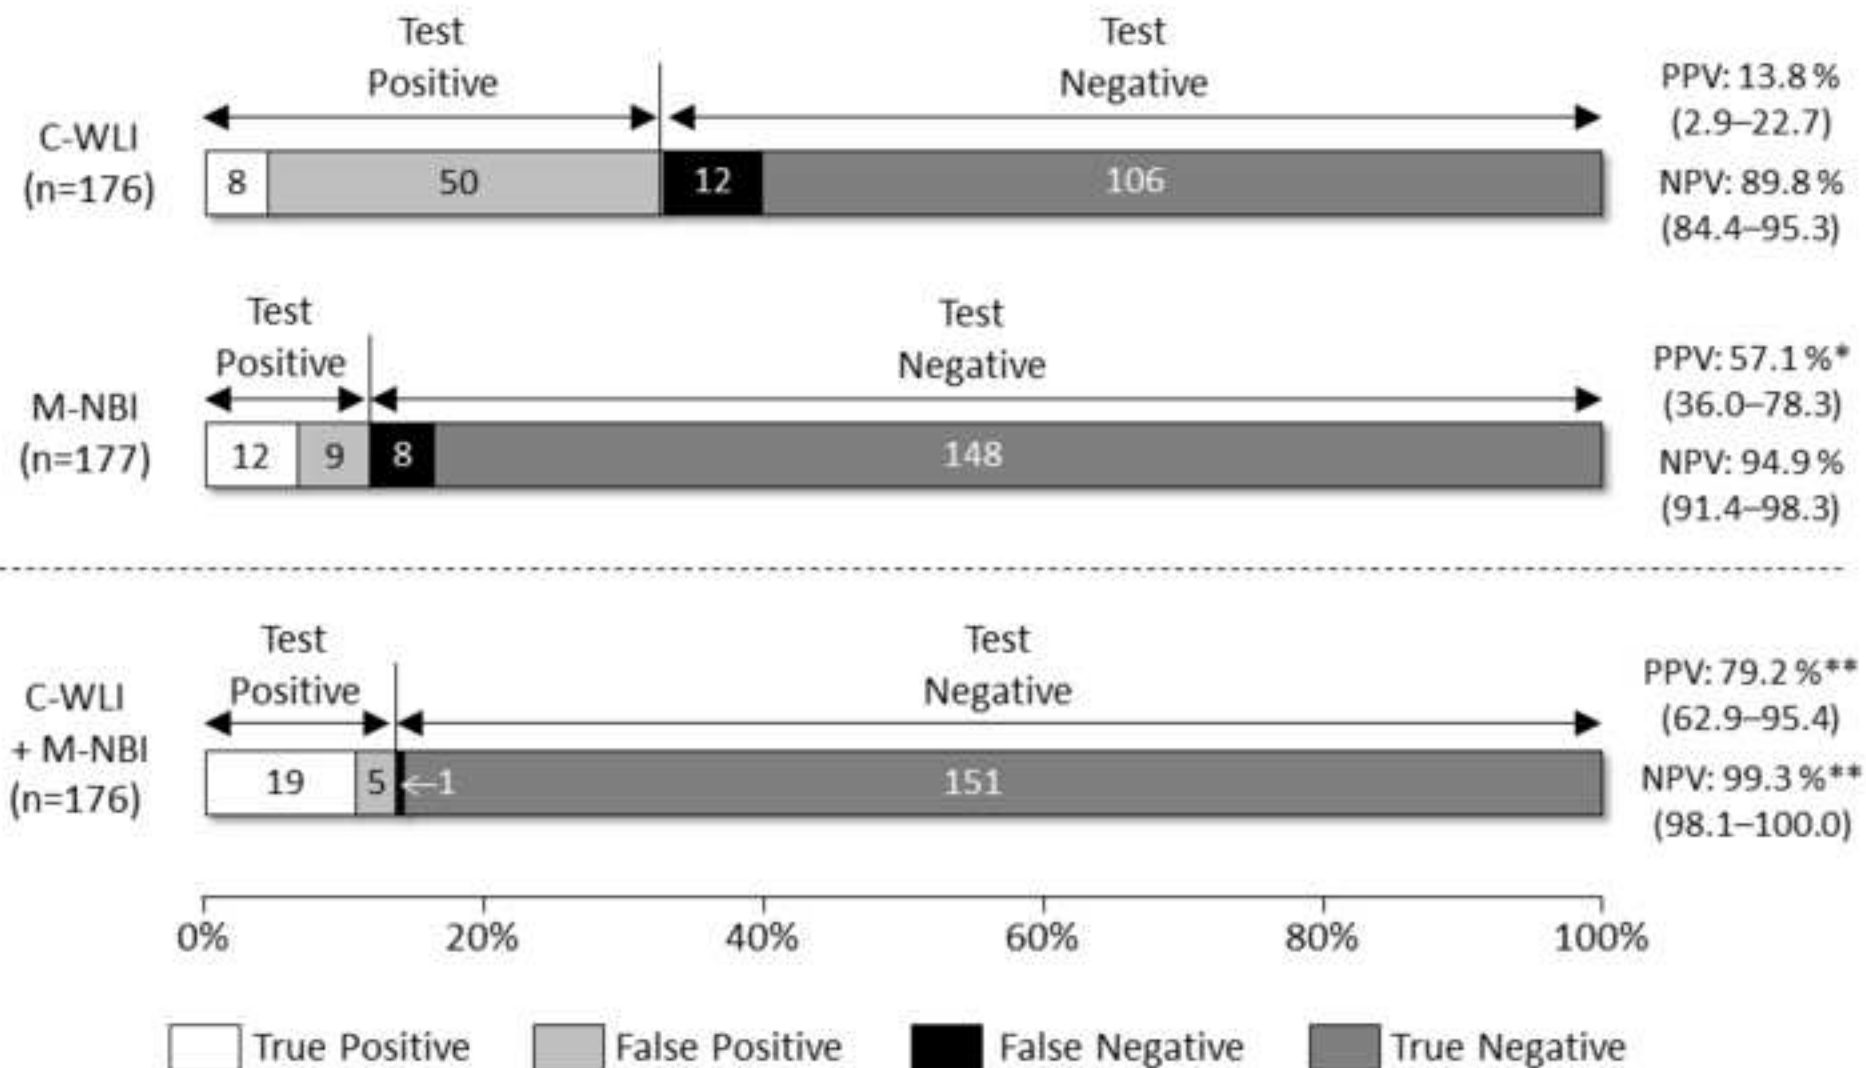 Test
Positive
Test
Negative
C-WLI
(n=176)
8
50
12
106
PPV: 13.8 %
(2.9–22.7)
NPV: 89.8 %
(84.4–95.3)
Test
Positive
Test
Negative
M-NBI
(n=177)
12
9
8
148
PPV: 57.1 %*
(36.0–78.3)
NPV: 94.9 %
(91.4–98.3)
Test
Positive
Test
Negative
C-WLI
+ M-NBI
(n=176)
19
5
←1
151
PPV: 79.2 %**
(62.9–95.4)
NPV: 99.3 %**
(98.1–100.0)
0%
20%
40%
60%
80%
100%
True Positive
False Positive
False Negative
True Negative